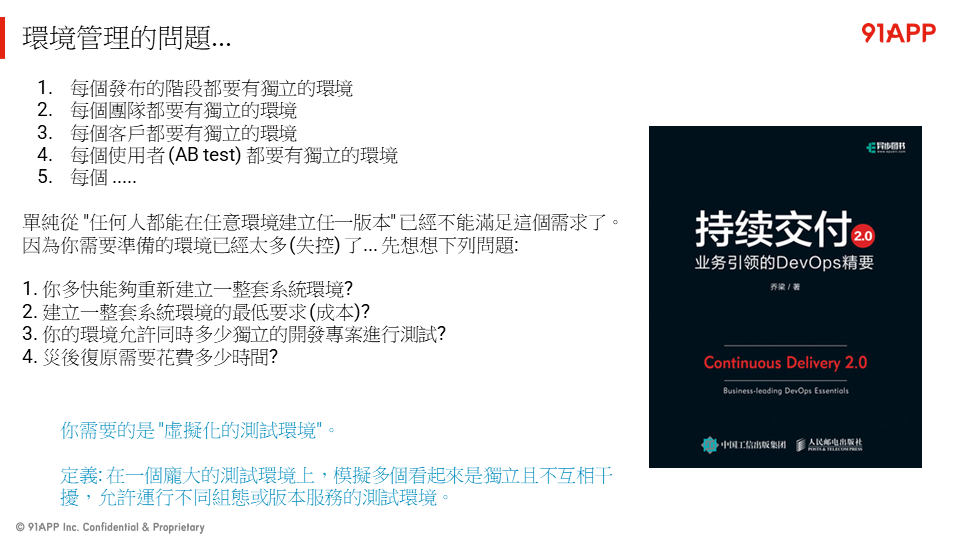 環境管理的問題...
91APP
1. 每個發布的階段都要有獨立的環境
2. 每個團隊都要有獨立的環境
3. 每個客戶都要有獨立的環境
4. 每個使用者 (AB test) 都要有獨立的環境
5. 每個 .....
單純從 "任何人都能在任意環境建立任一版本" 已經不能滿足這個需求了。
因為你需要準備的環境已經太多 (失控) 了... 先想想下列問題:
1. 你多快能夠重新建立一整套系統環境?
2. 建立一整套系統環境的最低要求 (成本)?
3. 你的環境允許同時多少獨立的開發專案進行測試?
4. 災後復原需要花費多少時間?
你需要的是 "虛擬化的測試環境"。
定義: 在一個龐大的測試環境上，模擬多個看起來是獨立且不互相干
擾，允許運行不同組態或版本服務的測試環境。
异步图书
www.epubit.com
持续交付 2.0
业务引领的DevOps精要
乔梁 / 著
Continuous Delivery 2.0
Business-leading DevOps Essentials
中国工信出版集团
人民邮电出版社
POSTS & TELECOM PRESS
© 91APP Inc. Confidential & Proprietary